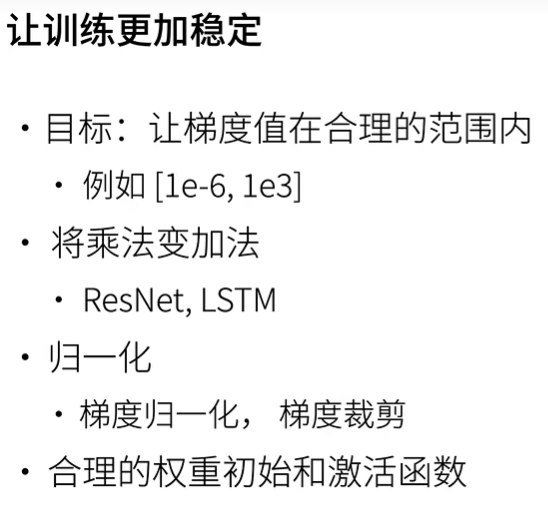 让训练更加稳定
• 目标：让梯度值在合理的范围内
• 例如 [1e-6, 1e3]
• 将乘法变加法
• ResNet, LSTM
• 归一化
• 梯度归一化， 梯度裁剪
• 合理的权重初始和激活函数